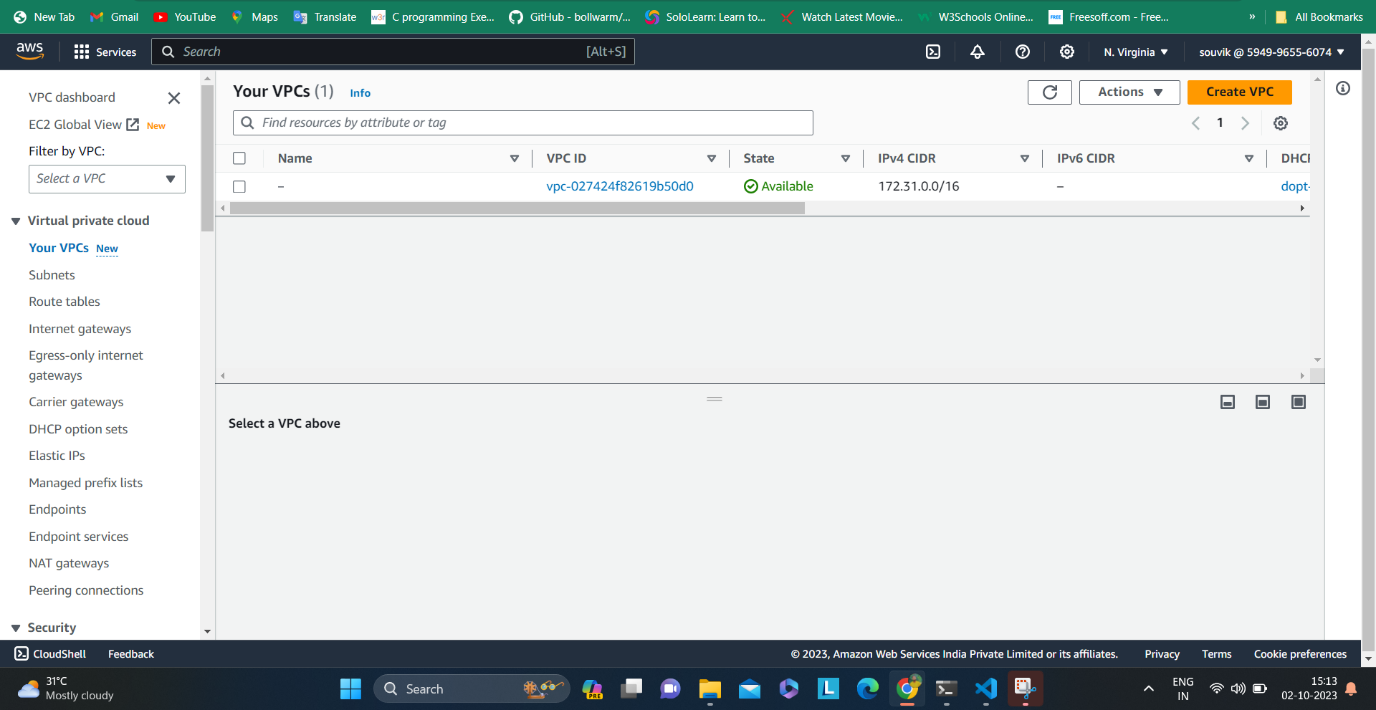 New Tab Gmail YouTube Maps Translate C programming Exe... GitHub - bollwarm/... SoloLearn: Learn to... Watch Latest Movie... W3Schools Online... Freesoff.com - Free... » All Bookmarks
aws Services Search [Alt+S] N. Virginia souvik @ 5949-9655-6074
VPC dashboard
EC2 Global View New
Filter by VPC:
Select a VPC
Virtual private cloud
Your VPCs New
Subnets
Route tables
Internet gateways
Egress-only internet
gateways
Carrier gateways
DHCP option sets
Elastic IPs
Managed prefix lists
Endpoints
Endpoint services
NAT gateways
Peering connections
Security
Your VPCs (1) Info Actions Create VPC
Find resources by attribute or tag 1
Name VPC ID State IPv4 CIDR IPv6 CIDR DHCP
– vpc-027424f82619b50d0 Available 172.31.0.0/16 – dopt-
Select a VPC above
CloudShell Feedback © 2023, Amazon Web Services India Private Limited or its affiliates. Privacy Terms Cookie preferences
31°C
Mostly cloudy
Search
PRE
L
ENG
IN
15:13
02-10-2023